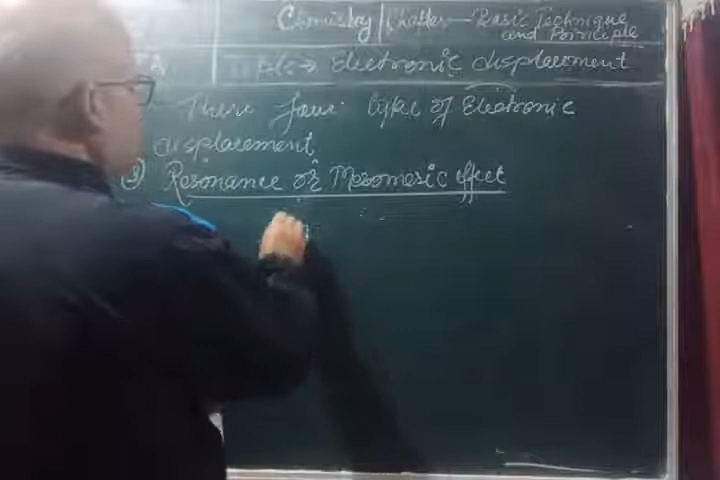 Chemistry/Chapter—Basic Technique
and Principle
Electronic displacement
There four type of Electronic
displacement
3) Resonance or Mesomeric effect